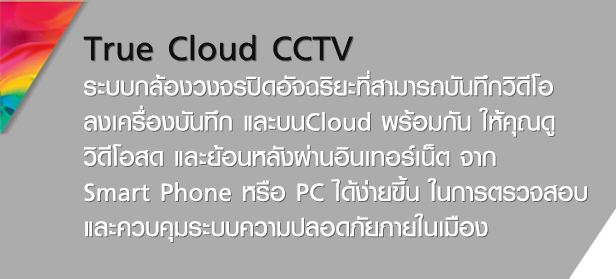 True Cloud CCTV
ระบบกล้องวงจรปิดอัจฉริยะที่สามารถบันทึกวิดีโอ
ลงเครื่องบันทึก และบนCloud พร้อมกัน ให้คุณดู
วิดีโอสด และย้อนหลังผ่านอินเทอร์เน็ต จาก
Smart Phone หรือ PC ได้ง่ายขึ้น ในการตรวจสอบ
และควบคุมระบบความปลอดภัยภายในเมือง